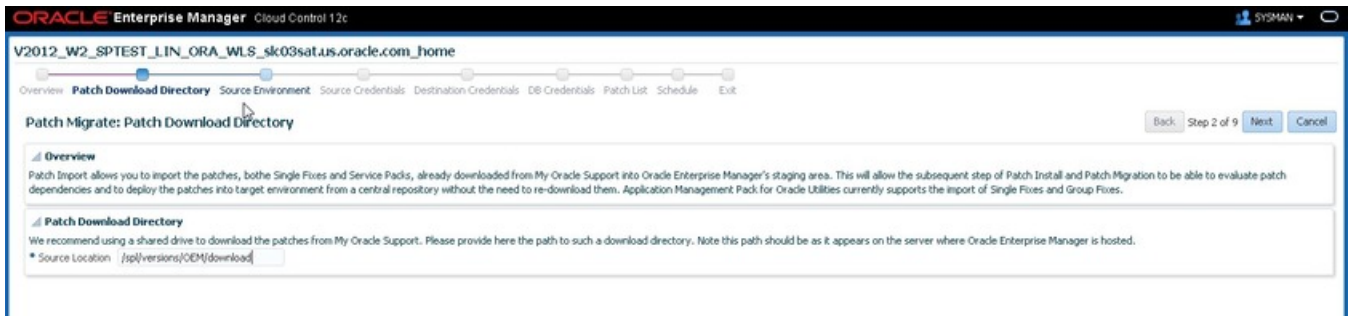 ORACLE Enterprise Manager Cloud Control 12c
SYSMAN
V2012_W2_SPTEST_LIN_ORA_WLS_slc03sat.us.oracle.com_home
Overview Patch Download Directory Source Environment Source Credentials Destination Credentials DB Credentials Patch List Schedule Exit
Patch Migrate: Patch Download Directory
Back Step 2 of 9 Next Cancel
Overview
Patch Import allows you to import the patches, bothe Single Fixes and Service Packs, already downloaded from My Oracle Support into Oracle Enterprise Manager's staging area. This will allow the subsequent step of Patch Install and Patch Migration to be able to evaluate patch
dependencies and to deploy the patches into target environment from a central repository without the need to re-download them. Application Management Pack for Oracle Utilities currently supports the import of Single Fixes and Group Fixes.
Patch Download Directory
We recommend using a shared drive to download the patches from My Oracle Support. Please provide here the path to such a download directory. Note this path should be as it appears on the server where Oracle Enterprise Manager is hosted.
* Source Location /spl/versions/OEM/download